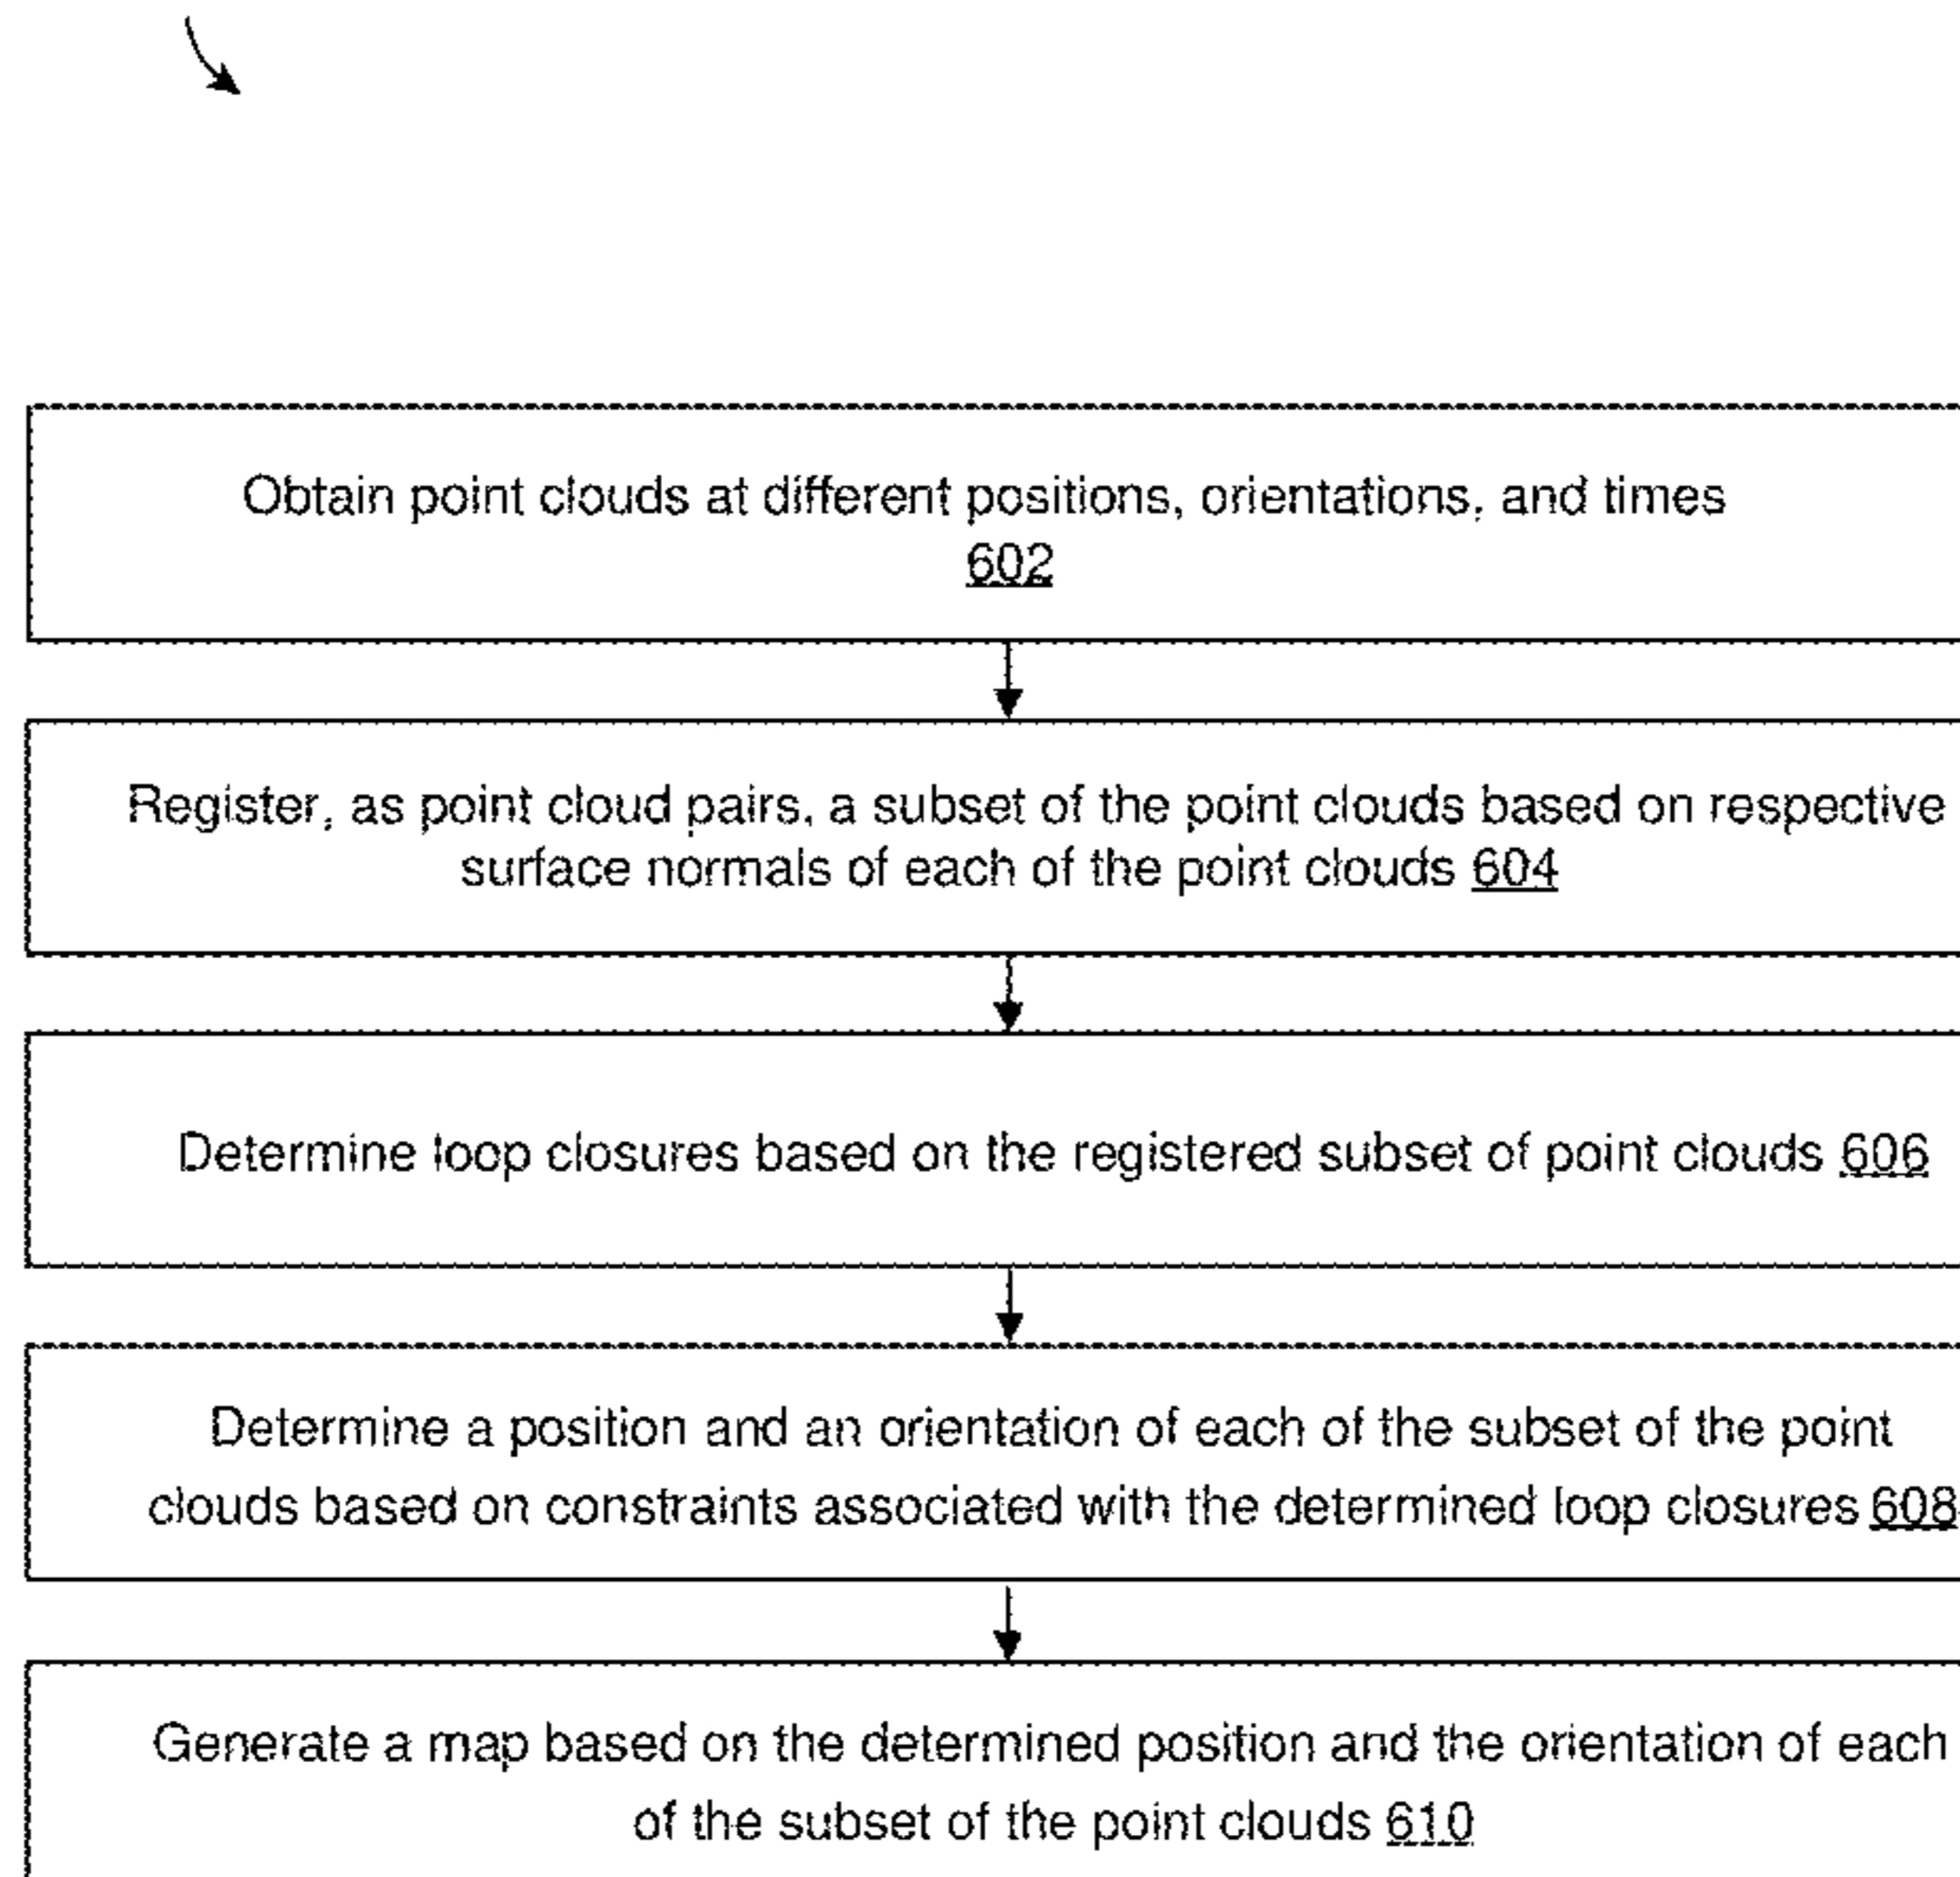 Obtain point clouds at different positions, orientations, and times
602
Register, as point cloud pairs, a subset of the point clouds based on respective
surface normals of each of the point clouds 604
Determine loop closures based on the registered subset of point clouds 606
Determine a position and an orientation of each of the subset of the point
clouds based on constraints associated with the determined loop closures 608
Generate a map based on the determined position and the orientation of each
of the subset of the point clouds 610